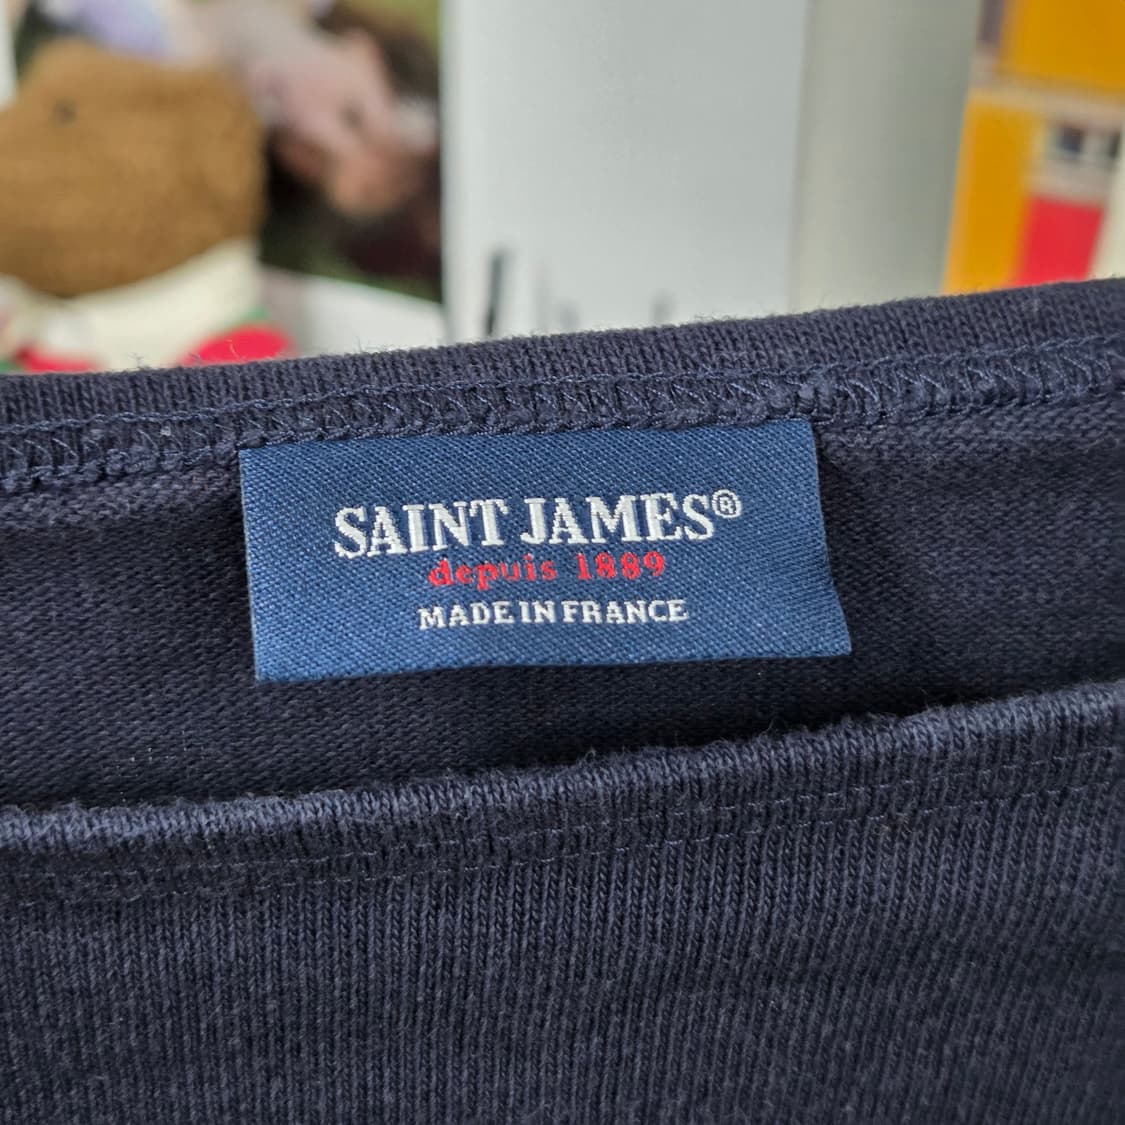 SAINT JAMES®
depuis 1889
MADE IN FRANCE